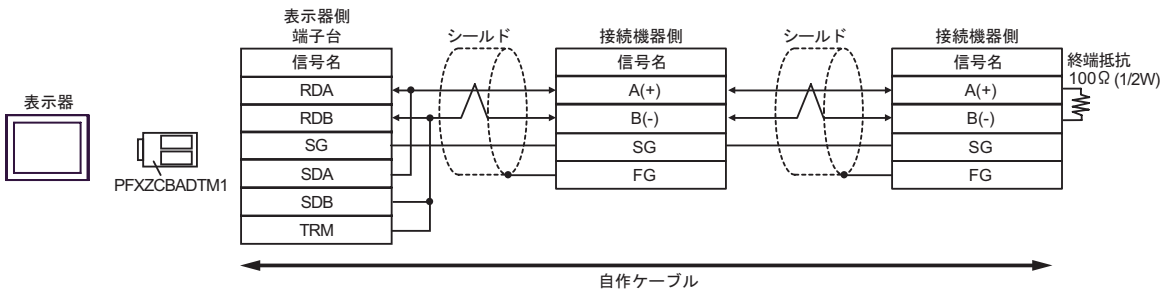 表示器
PFXZCBADTM1
表示器側
端子台
信号名
RDA
RDB
SG
SDA
SDB
TRM
シールド
接続機器側
信号名
A(+)
B(-)
SG
FG
シールド
接続機器側
信号名
A(+)
B(-)
SG
FG
終端抵抗
100Ω (1/2W)
自作ケーブル